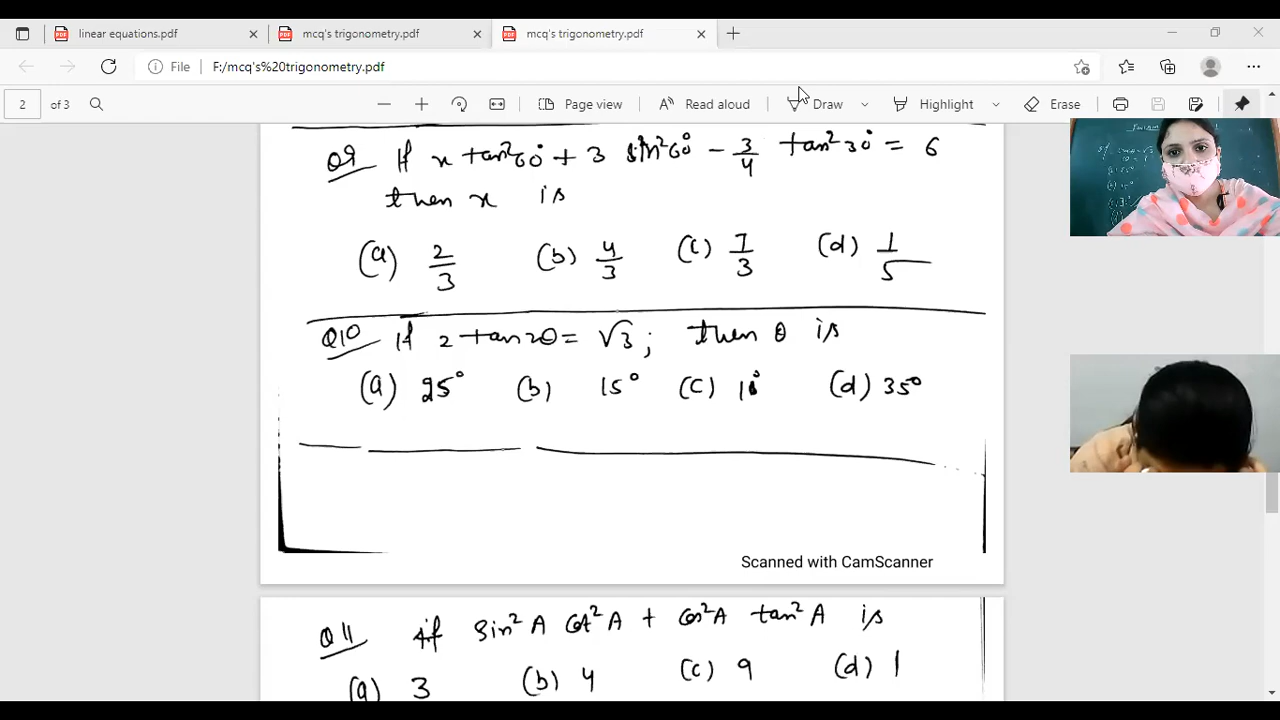 linear equations.pdf
mcq's trigonometry.pdf
mcq's trigonometry.pdf
File
F:/mcq's%20trigonometry.pdf
2 of 3
Page view
Read aloud
Draw
Highlight
Erase
Q9 If x tan²60° + 3 sin²60° - 3/4 tan²30° = 6
then x is
(a) 2/3 (b) 4/3 (c) 7/3 (d) 1/5
Q10 If 2 tan2θ = √3; then θ is
(a) 25° (b) 15° (c) 10° (d) 35°
Scanned with CamScanner
Q11 if sin²A cot²A + cos²A tan²A is
(a) 3 (b) 4 (c) 9 (d) 1